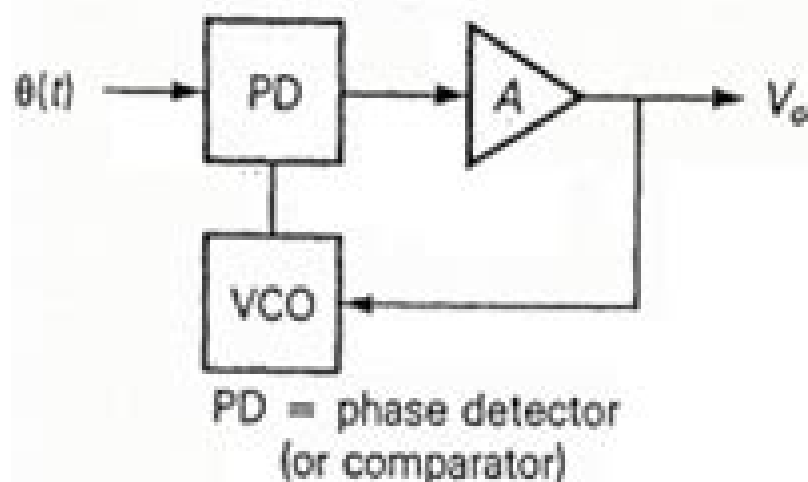 θ(t)
PD
A
Vo
VCO
PD = phase detector
(or comparator)